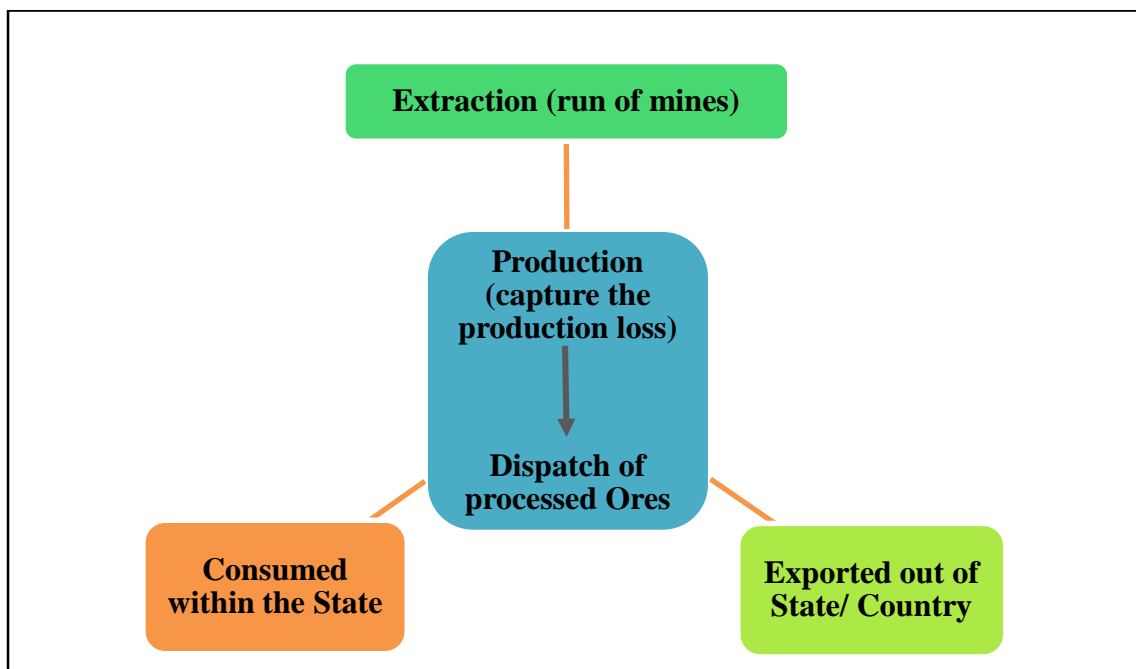 Extraction (run of mines)
Production
(capture the
production loss)
Dispatch of
processed Ores
Consumed
within the State
Exported out of
State/ Country